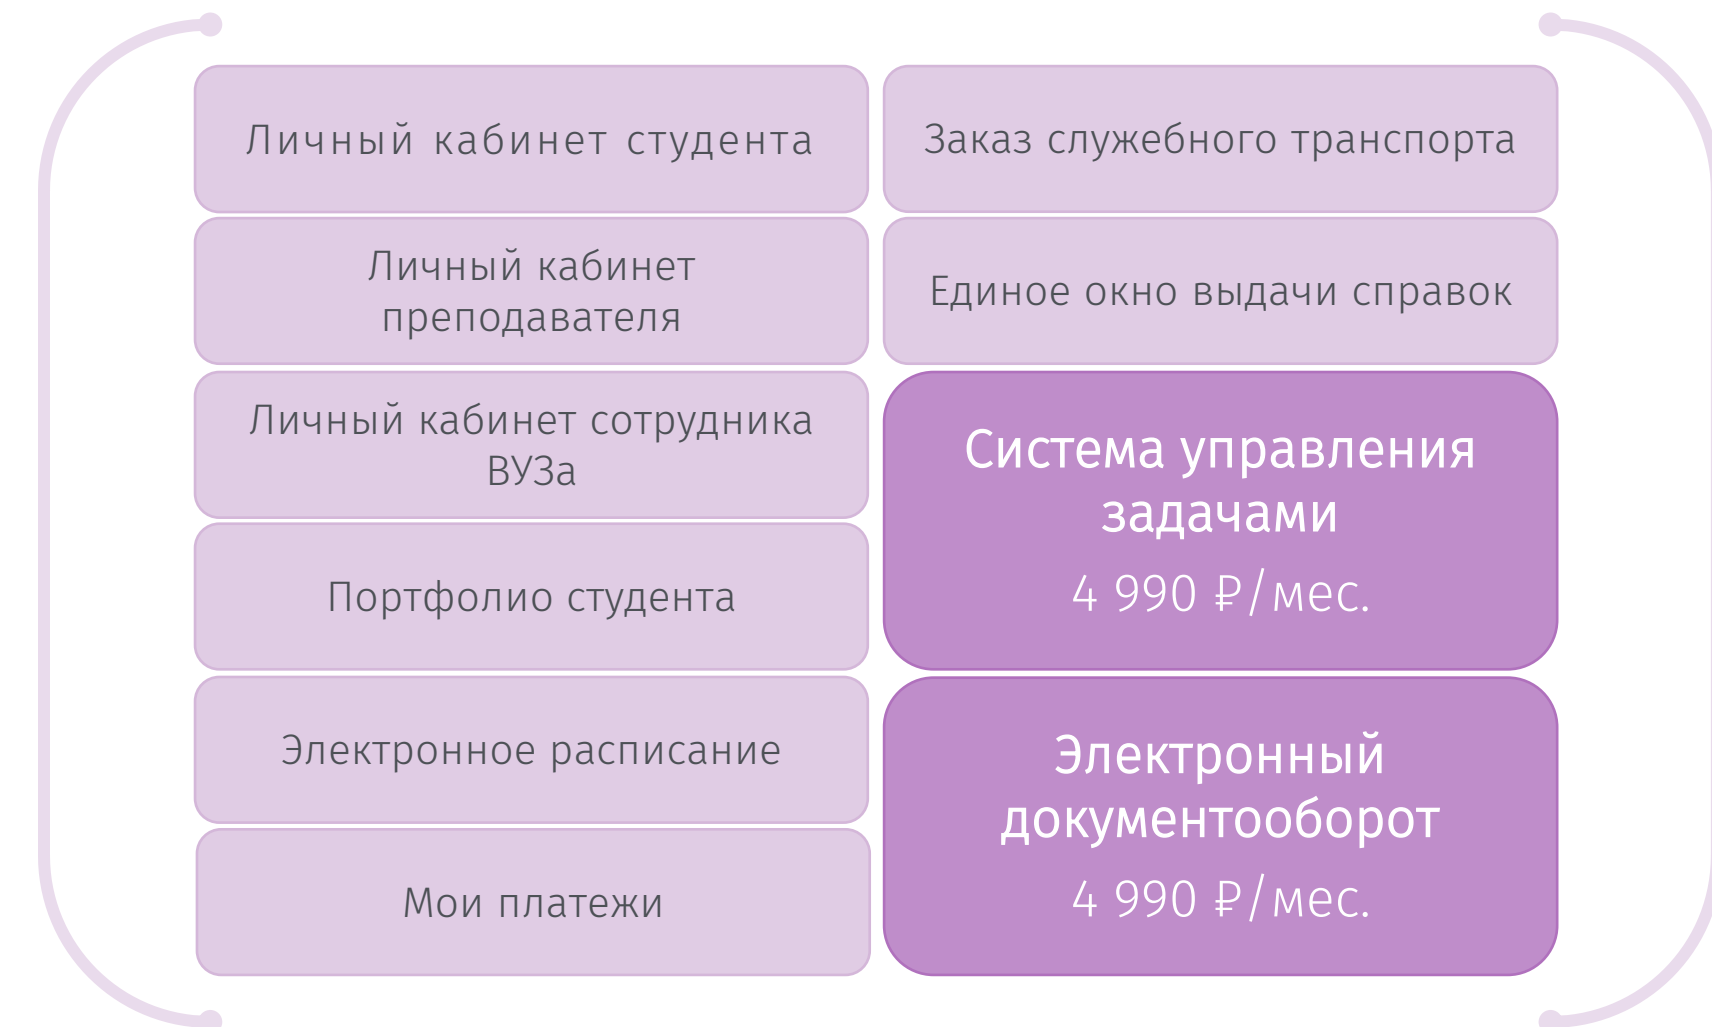 Личный кабинет студента
Личный кабинет
преподавателя
Личный кабинет сотрудника
ВУЗа
Портфолио студента
Электронное расписание
Мои платежи
Заказ служебного транспорта
Единое окно выдачи справок
Система управления
задачами
4 990 ₽/мес.
Электронный
документооборот
4 990 ₽/мес.